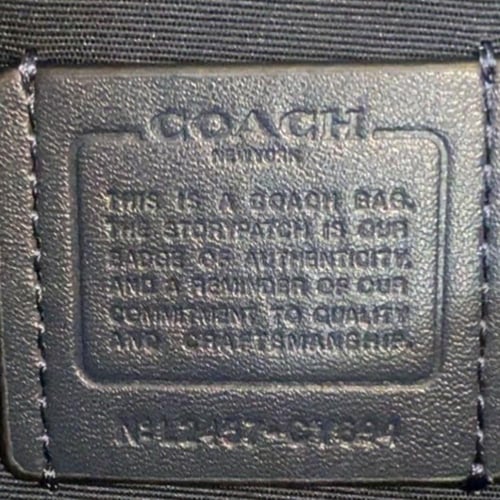 COACH
NEW YORK
THIS IS A COACH BAG.
THE STORYPATCH IS OUR
BADGE OF AUTHENTICITY,
AND A REMINDER OF OUR
COMMITMENT TO QUALITY
AND CRAFTSMANSHIP.